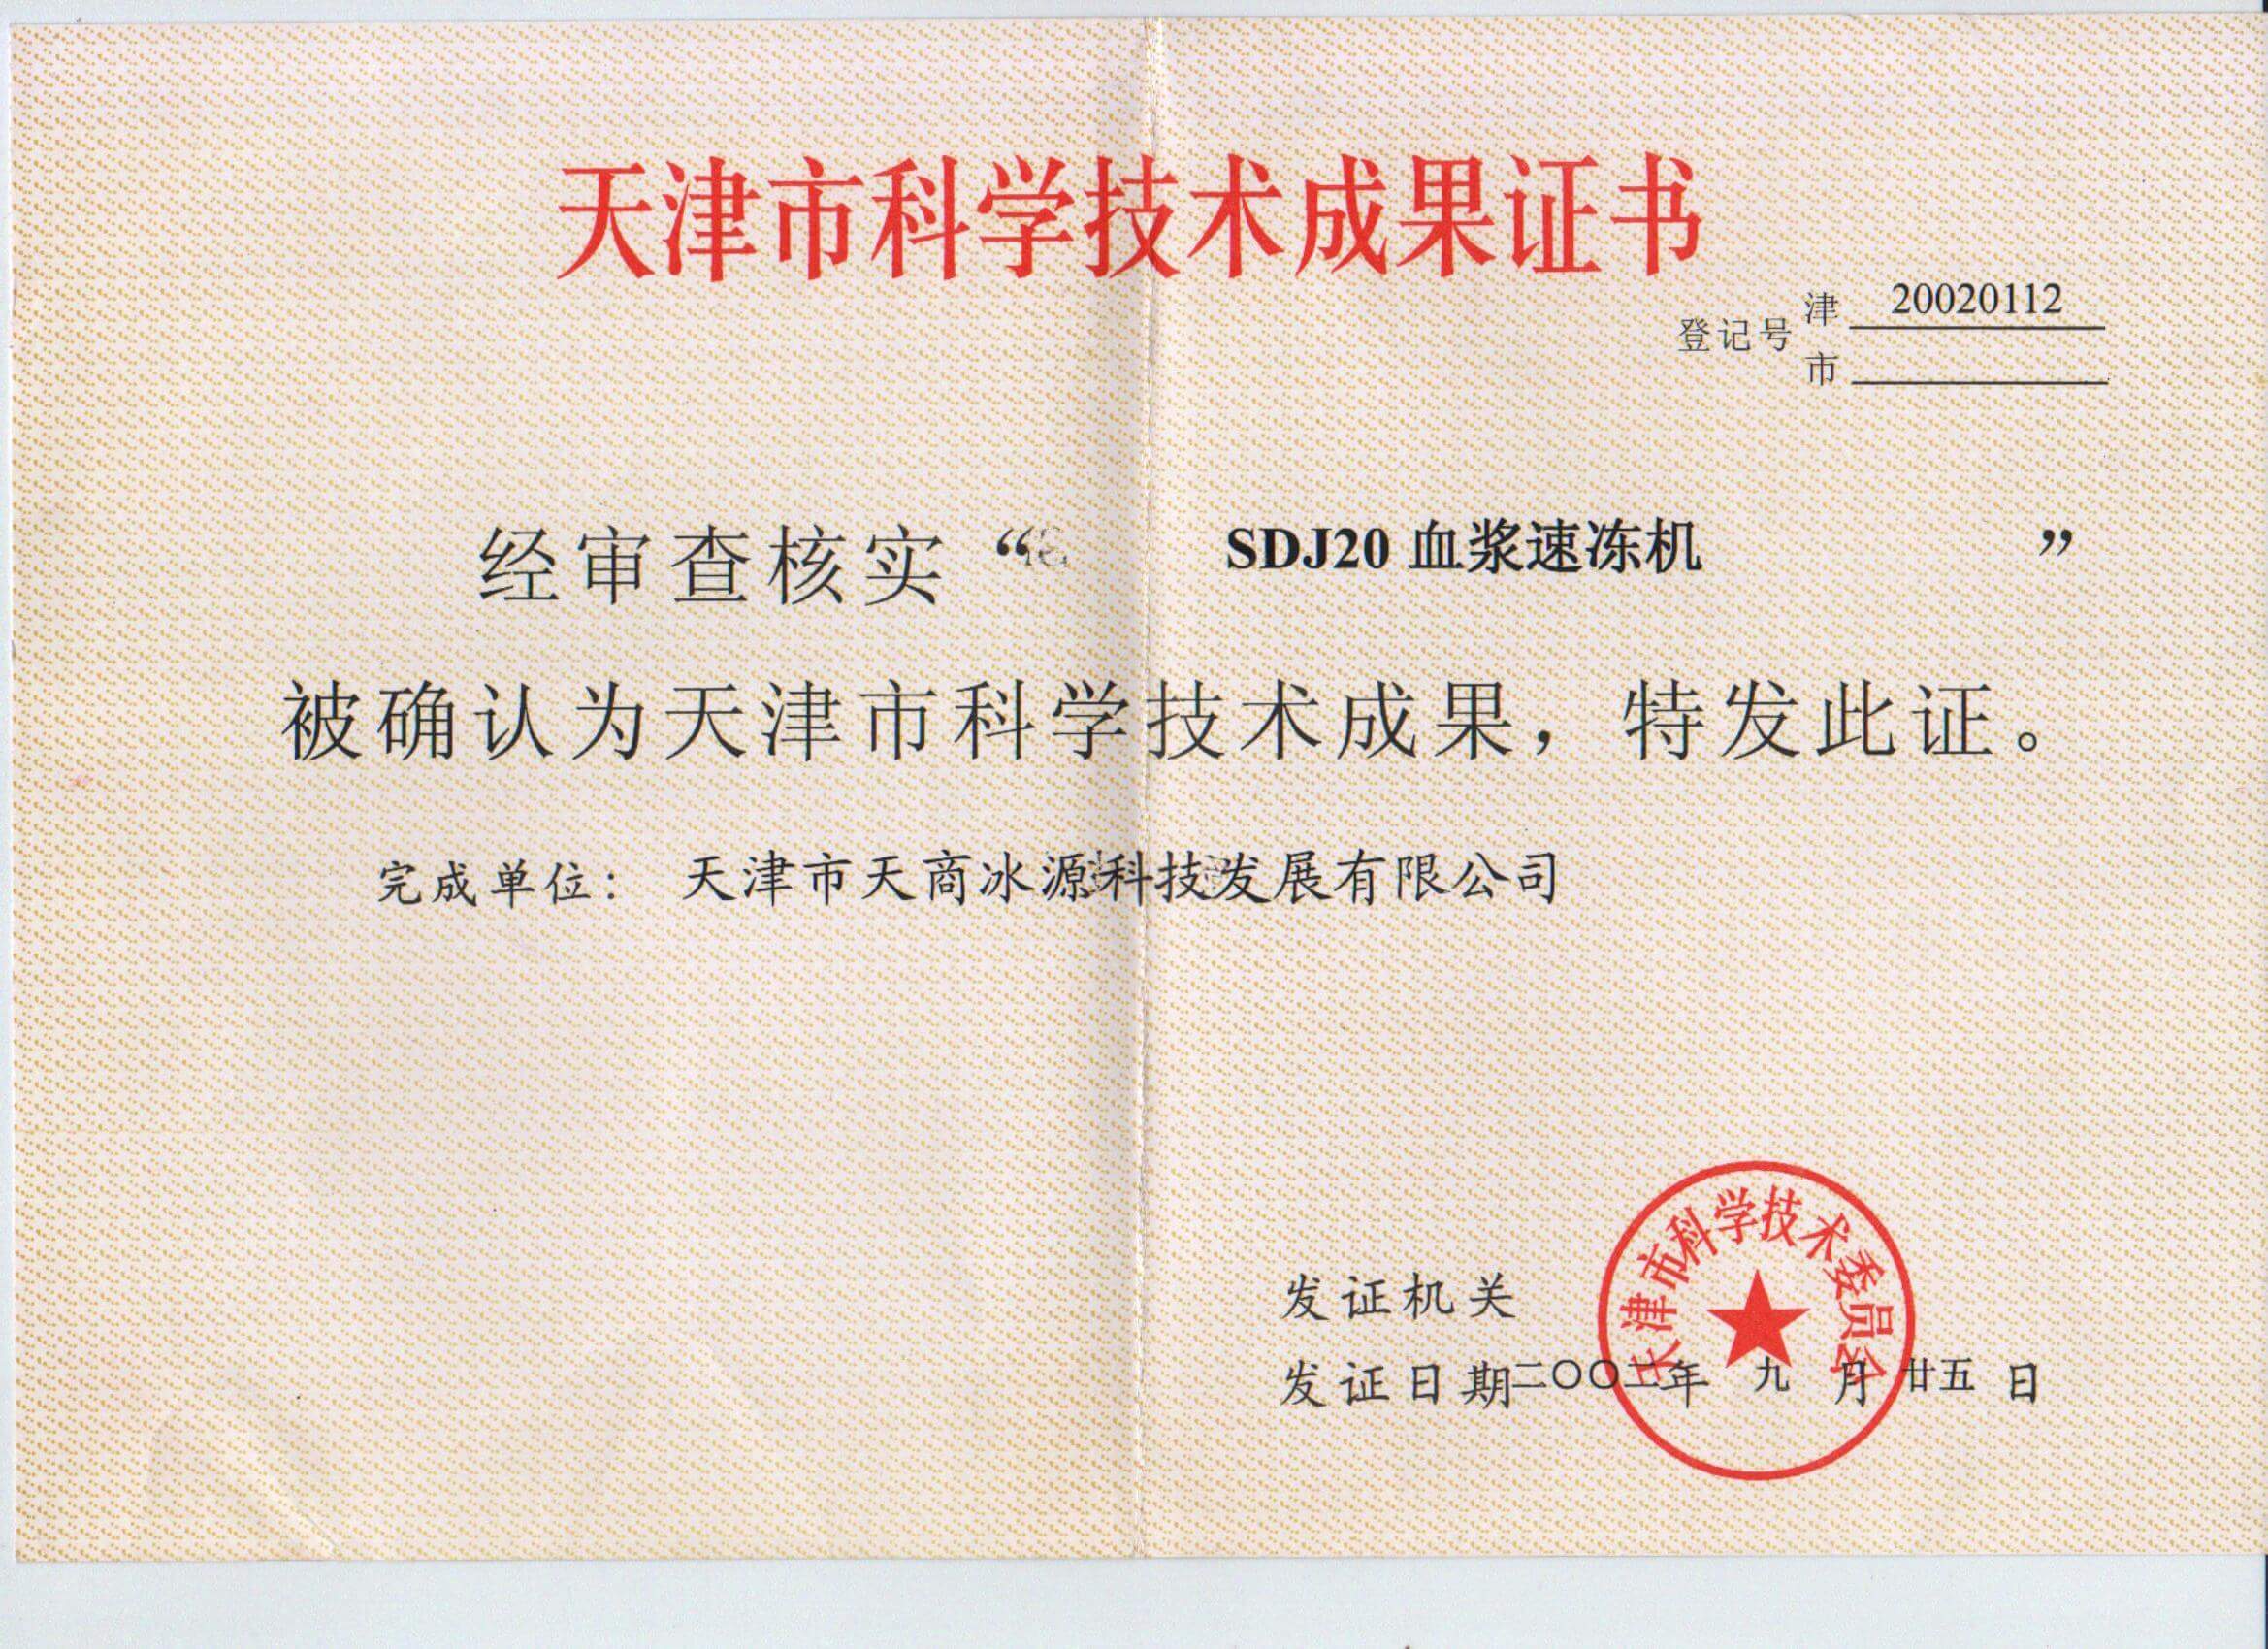 天津市科学技术成果证书
登记号 津 20020112
市
经审查核实“ SDJ20 血浆速冻机 ”
被确认为天津市科学技术成果，特发此证。
完成单位： 天津市天商冰源科技发展有限公司
天津市科学技术委员会
发证机关
发证日期二〇〇二年 九 月 廿五 日